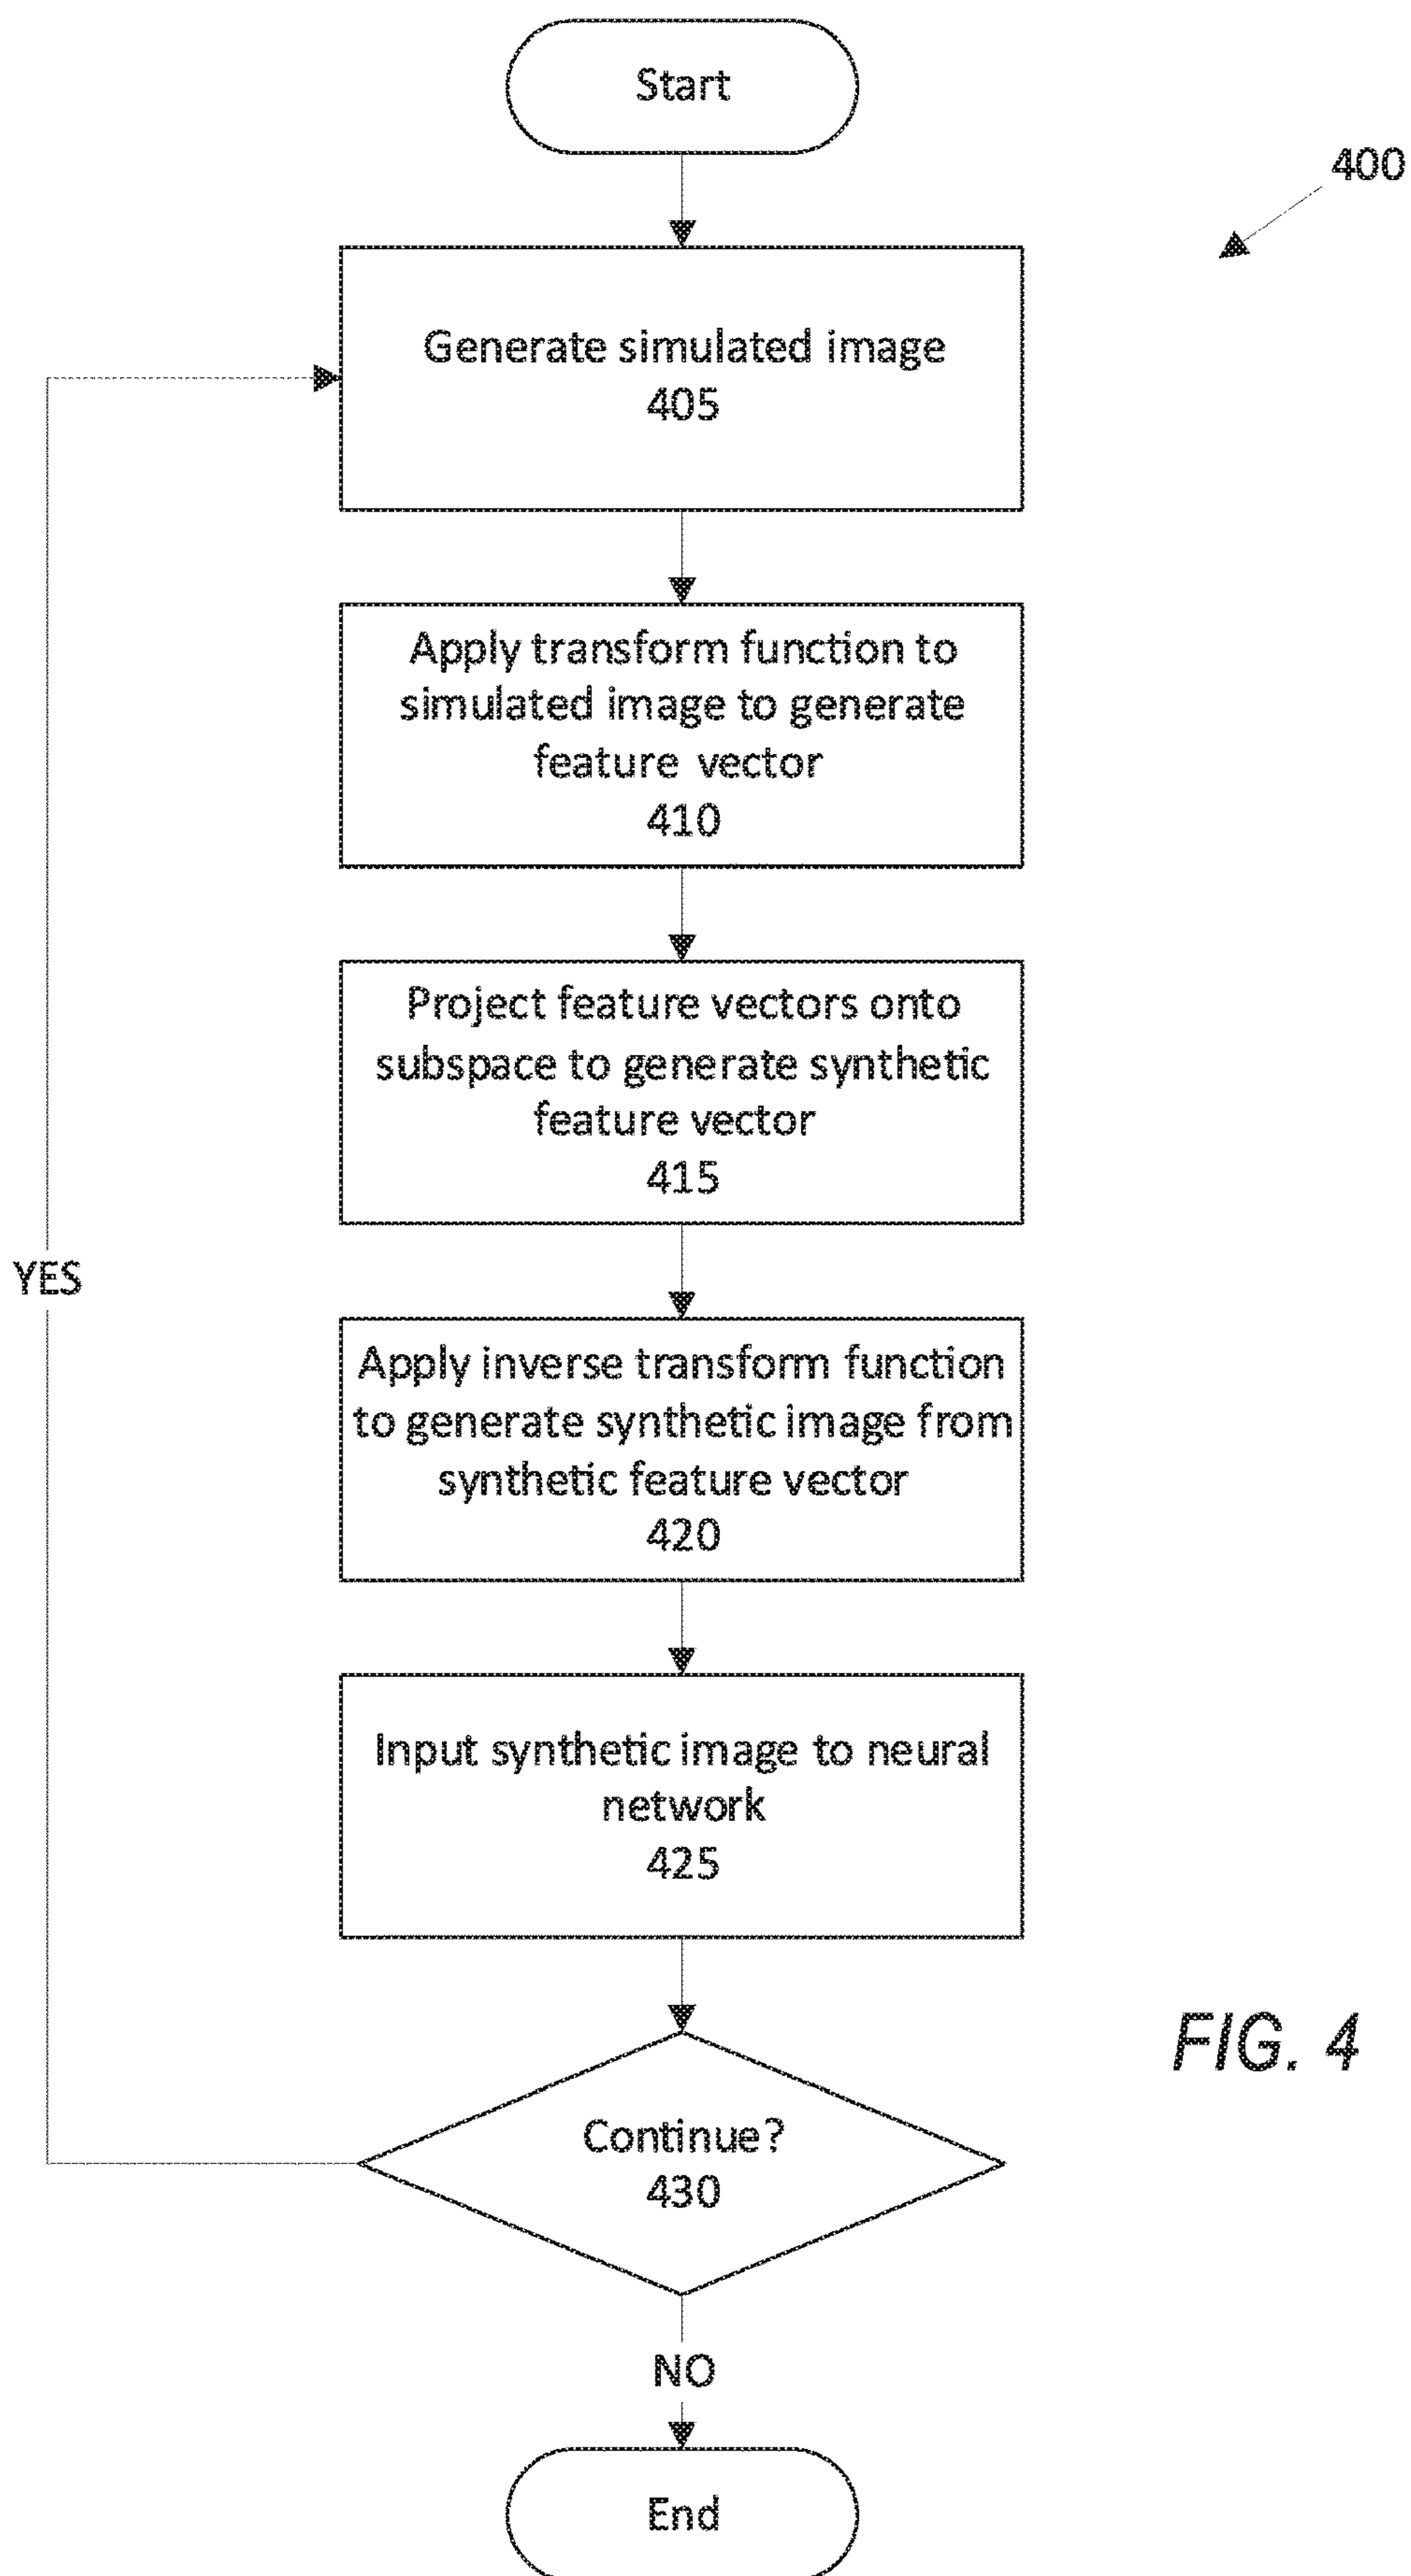 Start
400
Generate simulated image
405
Apply transform function to
simulated image to generate
feature vector
410
Project feature vectors onto
subspace to generate synthetic
feature vector
415
YES
Apply inverse transform function
to generate synthetic image from
synthetic feature vector
420
Input synthetic image to neural
network
425
FIG. 4
Continue?
430
NO
End